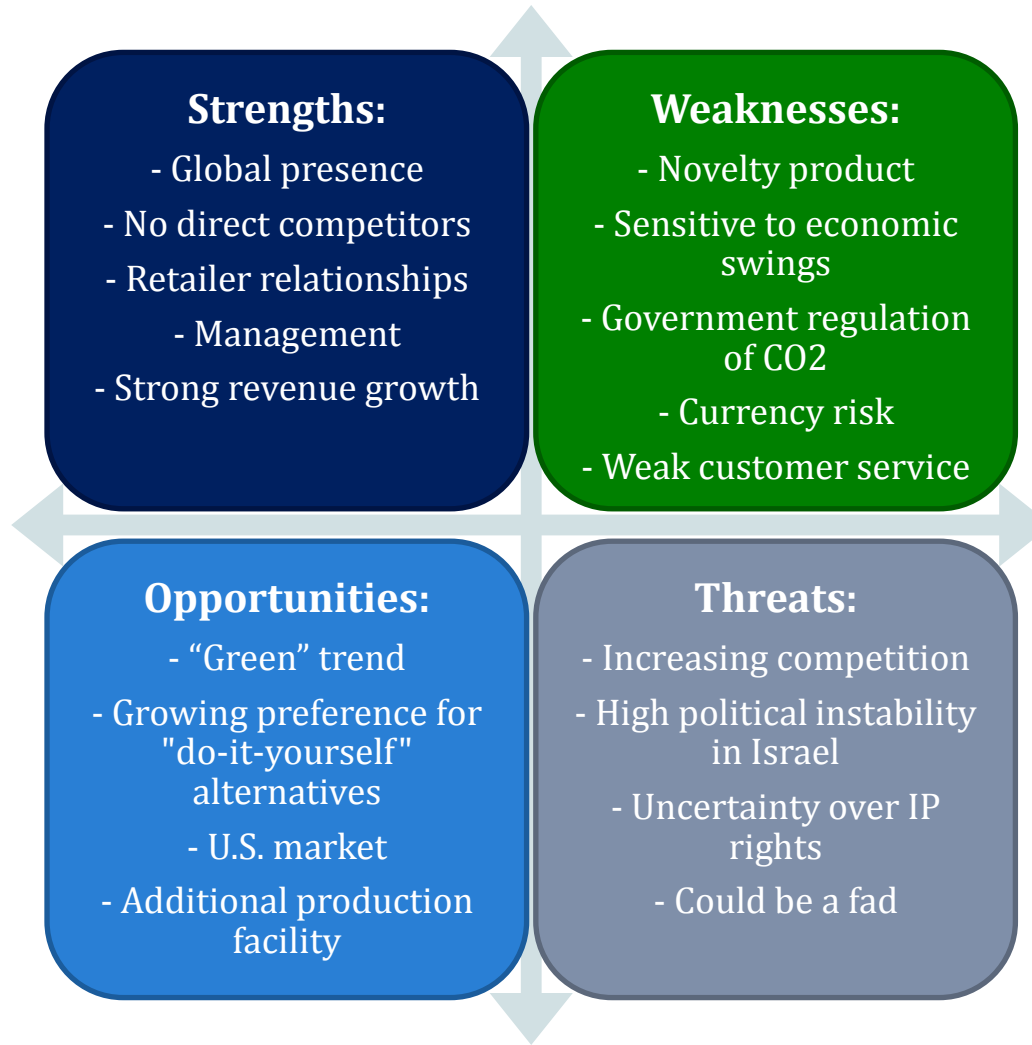 Strengths:
- Global presence
- No direct competitors
- Retailer relationships
- Management
- Strong revenue growth
Weaknesses:
- Novelty product
- Sensitive to economic
swings
- Government regulation
of CO2
- Currency risk
- Weak customer service
Opportunities:
- “Green” trend
- Growing preference for
"do-it-yourself"
alternatives
- U.S. market
- Additional production
facility
Threats:
- Increasing competition
- High political instability
in Israel
- Uncertainty over IP
rights
- Could be a fad